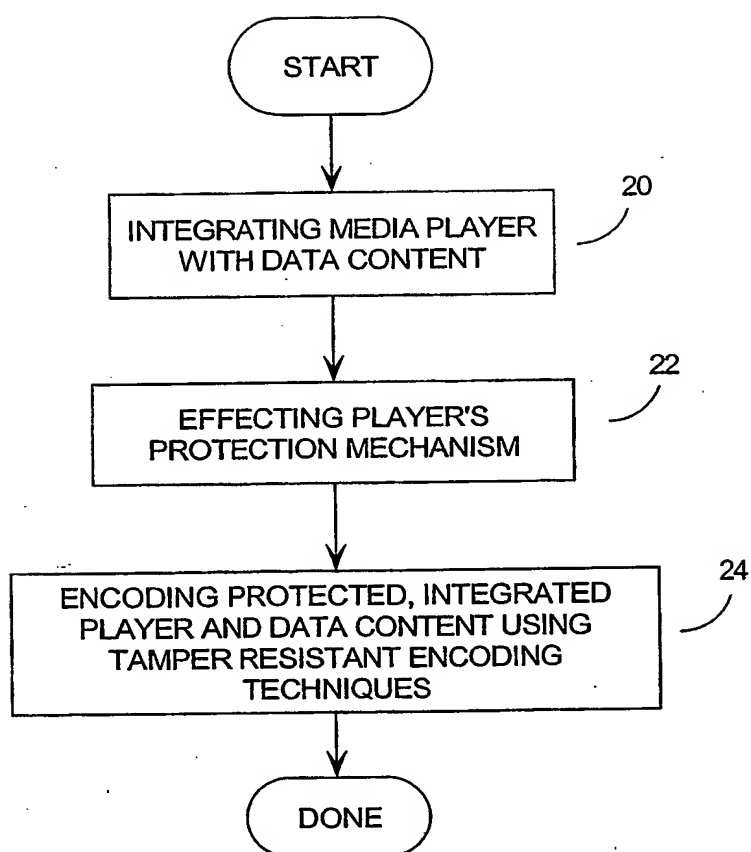 START
INTEGRATING MEDIA PLAYER
WITH DATA CONTENT
20
EFFECTING PLAYER'S
PROTECTION MECHANISM
22
ENCODING PROTECTED, INTEGRATED
PLAYER AND DATA CONTENT USING
TAMPER RESISTANT ENCODING
TECHNIQUES
24
DONE